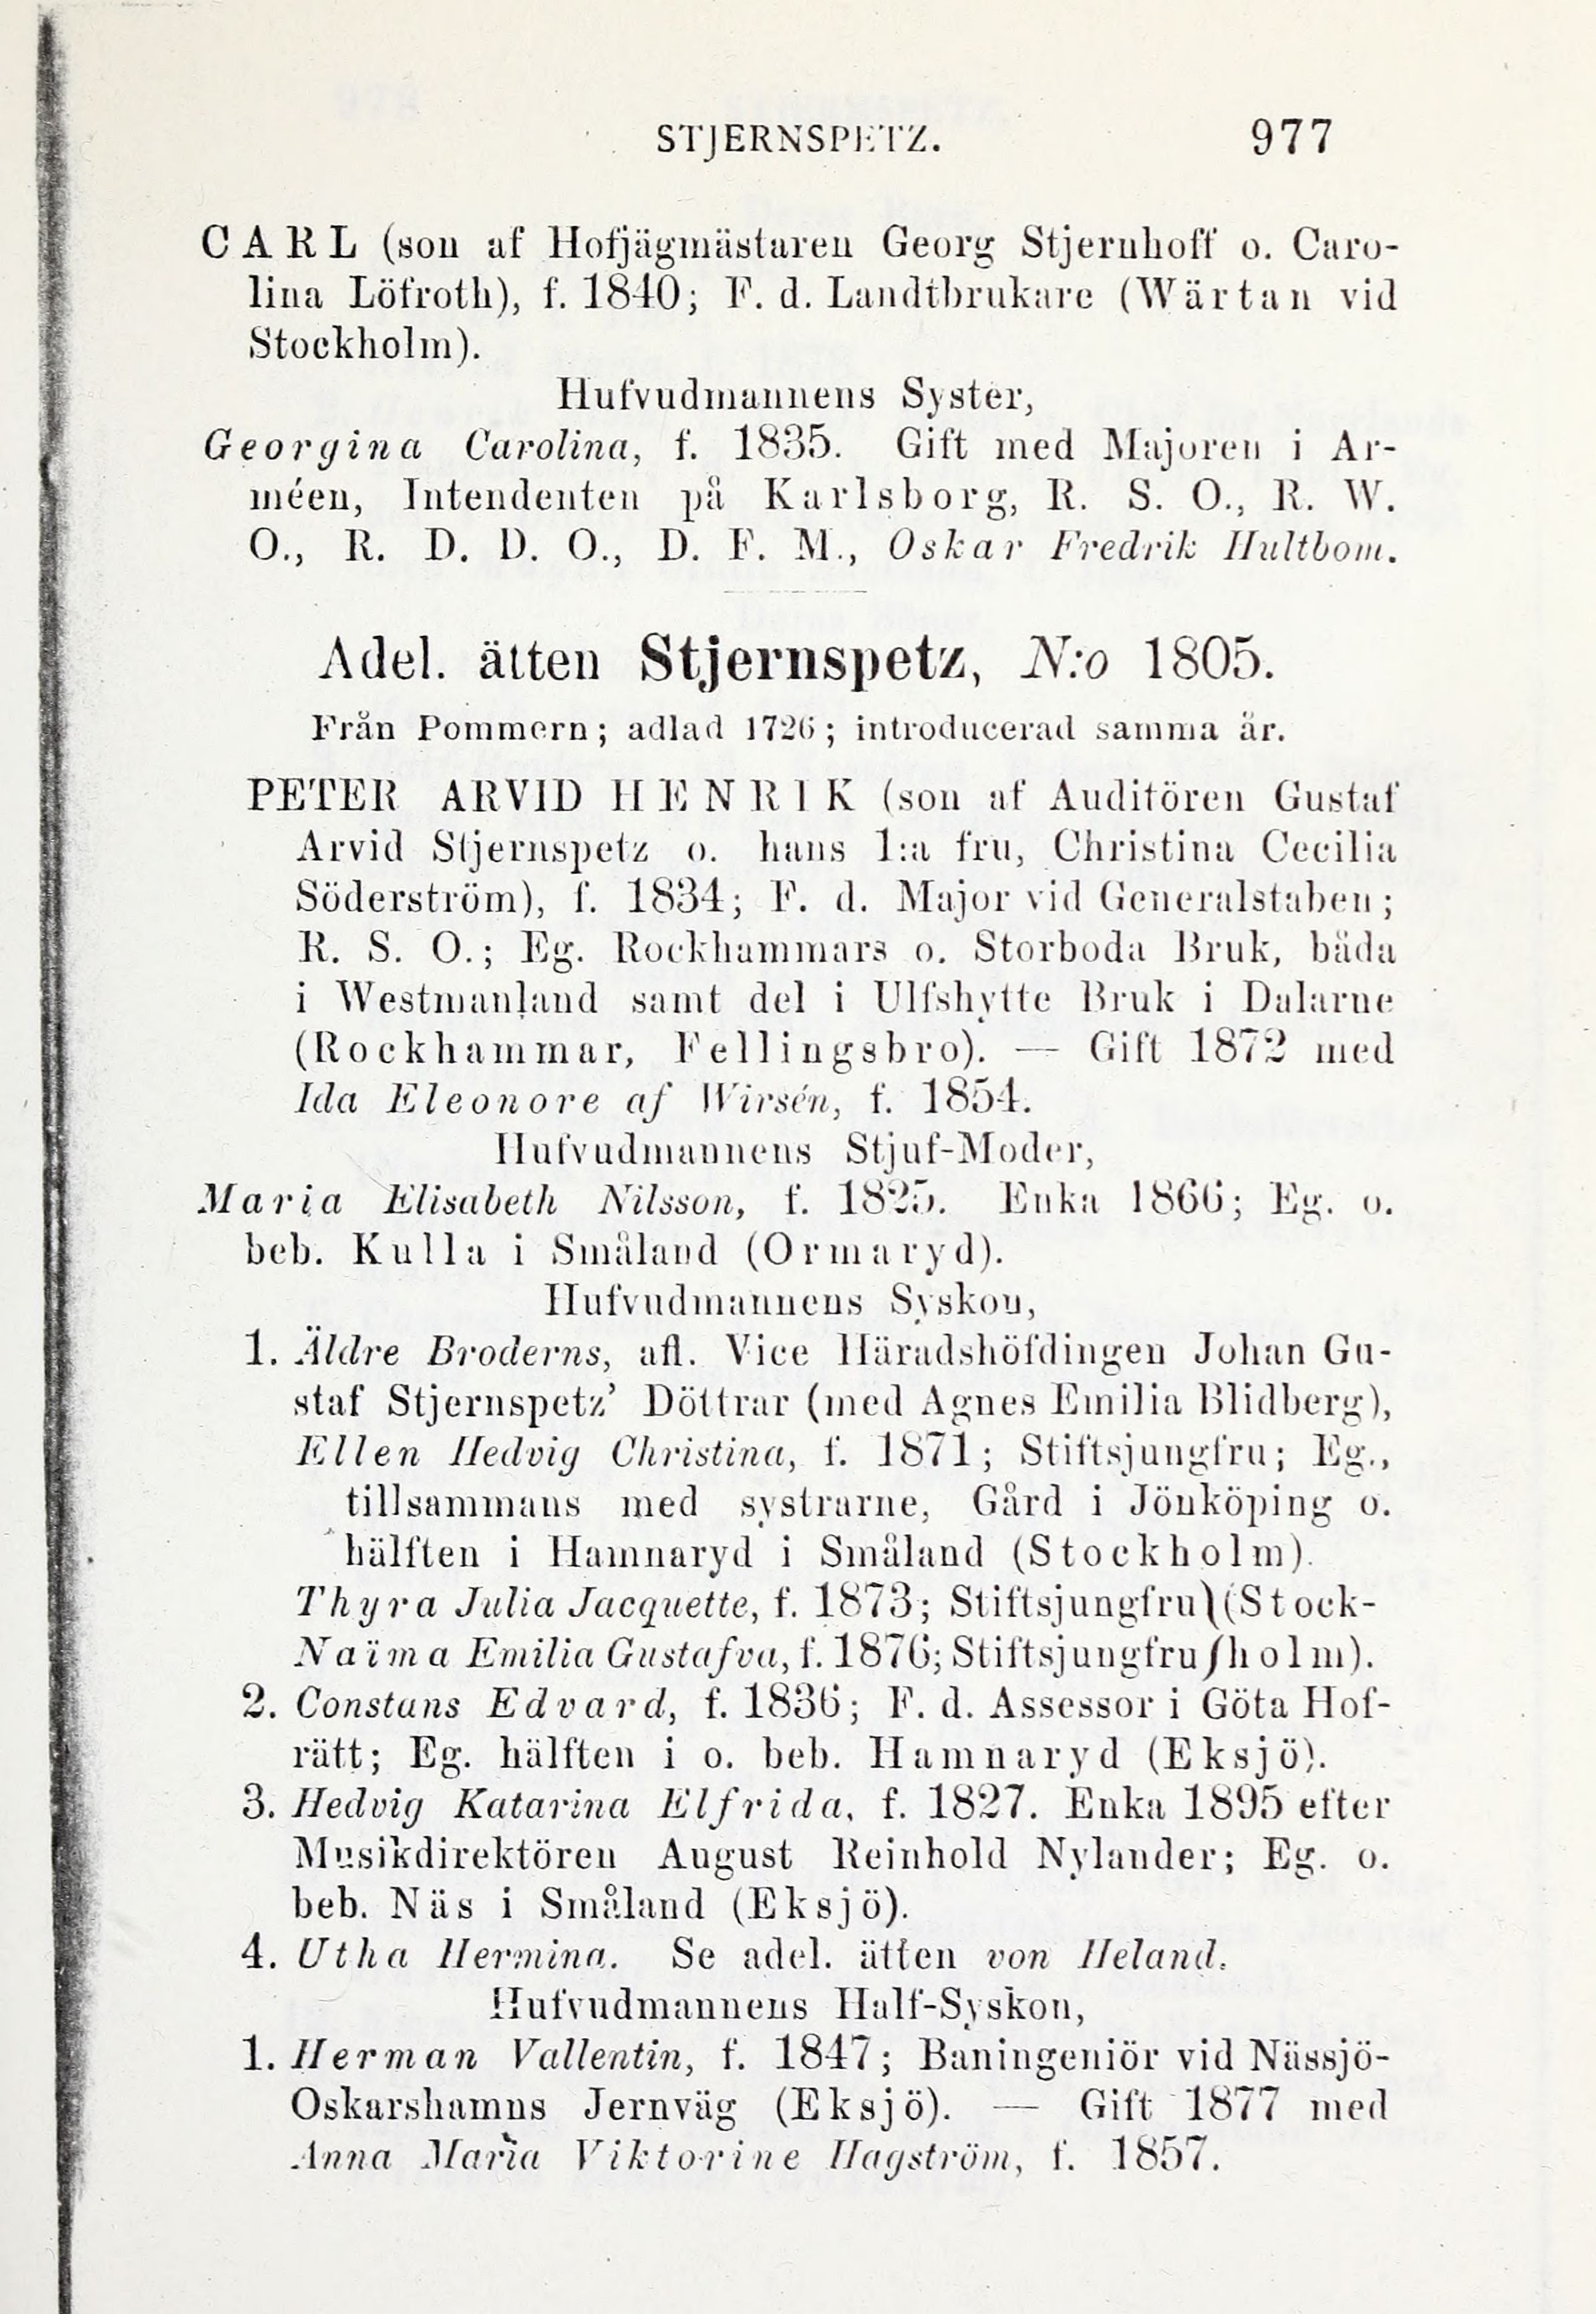 STJERNSPETZ. 977
CARL (son af Hofjägmästaren Georg Stjernhoff o. Caro-
lina Löfroth), f. 1840; F. d. Landtbrukare (Wärtan vid
Stockholm).
Hufvudmannens Syster,
Georgina Carolina, f. 1835. Gift med Majoren i Ar-
méen, Intendenten på Karlsborg, R. S. O., R. W.
O., R. D. D. O., D. F. M., Oskar Fredrik Hultbom.
Adel. ätten Stjernspetz, N:o 1805.
Från Pommern; adlad 1726; introducerad samma år.
PETER ARVID HENRIK (son af Auditören Gustaf
Arvid Stjernspetz o. hans 1:a fru, Christina Cecilia
Söderström), f. 1834; F. d. Major vid Generalstaben;
R. S. O.; Eg. Rockhammars o. Storboda Bruk, båda
i Westmanland samt del i Ulfshytte Bruk i Dalarne
(Rockhammar, Fellingsbro). — Gift 1872 med
Ida Eleonore af Wirsén, f. 1854.
Hufvudmannens Stjuf-Moder,
Maria Elisabeth Nilsson, f. 1825. Enka 1866; Eg. o.
beb. Kulla i Småland (Ormaryd).
Hufvudmannens Syskon,
1. Äldre Broderns, afl. Vice Häradshöfdingen Johan Gu-
staf Stjernspetz' Döttrar (med Agnes Emilia Blidberg),
Ellen Hedvig Christina, f. 1871; Stiftsjungfru; Eg.,
tillsammans med systrarne, Gård i Jönköping o.
hälften i Hamnaryd i Småland (Stockholm).
Thyra Julia Jacquette, f. 1873; Stiftsjungfru (Stock-
Naïma Emilia Gustafva, f. 1876; Stiftsjungfru holm).
2. Constans Edvard, f. 1836; F. d. Assessor i Göta Hof-
rätt; Eg. hälften i o. beb. Hamnaryd (Eksjö).
3. Hedvig Katarina Elfrida, f. 1827. Enka 1895 efter
Musikdirektören August Reinhold Nylander; Eg. o.
beb. Näs i Småland (Eksjö).
4. Utha Hermina. Se adel. ätten von Heland.
Hufvudmannens Half-Syskon,
1. Herman Vallentin, f. 1847; Baningeniör vid Nässjö-
Oskarshamns Jernväg (Eksjö). — Gift 1877 med
Anna Maria Viktorine Hagström, f. 1857.